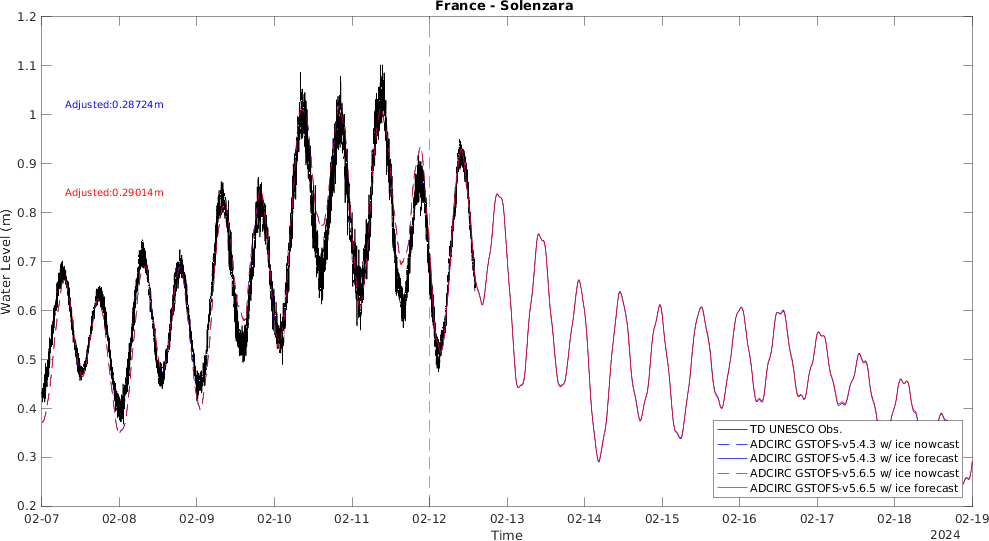 France - Solenzara
1.2
1.1
1
0.9
0.8
0.7
0.6
0.5
0.4
0.3
0.2
Water Level (m)
Adjusted:0.28724m
Adjusted:0.29014m
TD UNESCO Obs.
ADCIRC GSTOFS-v5.4.3 w/ ice nowcast
ADCIRC GSTOFS-v5.4.3 w/ ice forecast
ADCIRC GSTOFS-v5.6.5 w/ ice nowcast
ADCIRC GSTOFS-v5.6.5 w/ ice forecast
02-07 02-08 02-09 02-10 02-11 02-12 02-13 02-14 02-15 02-16 02-17 02-18 02-19
Time
2024